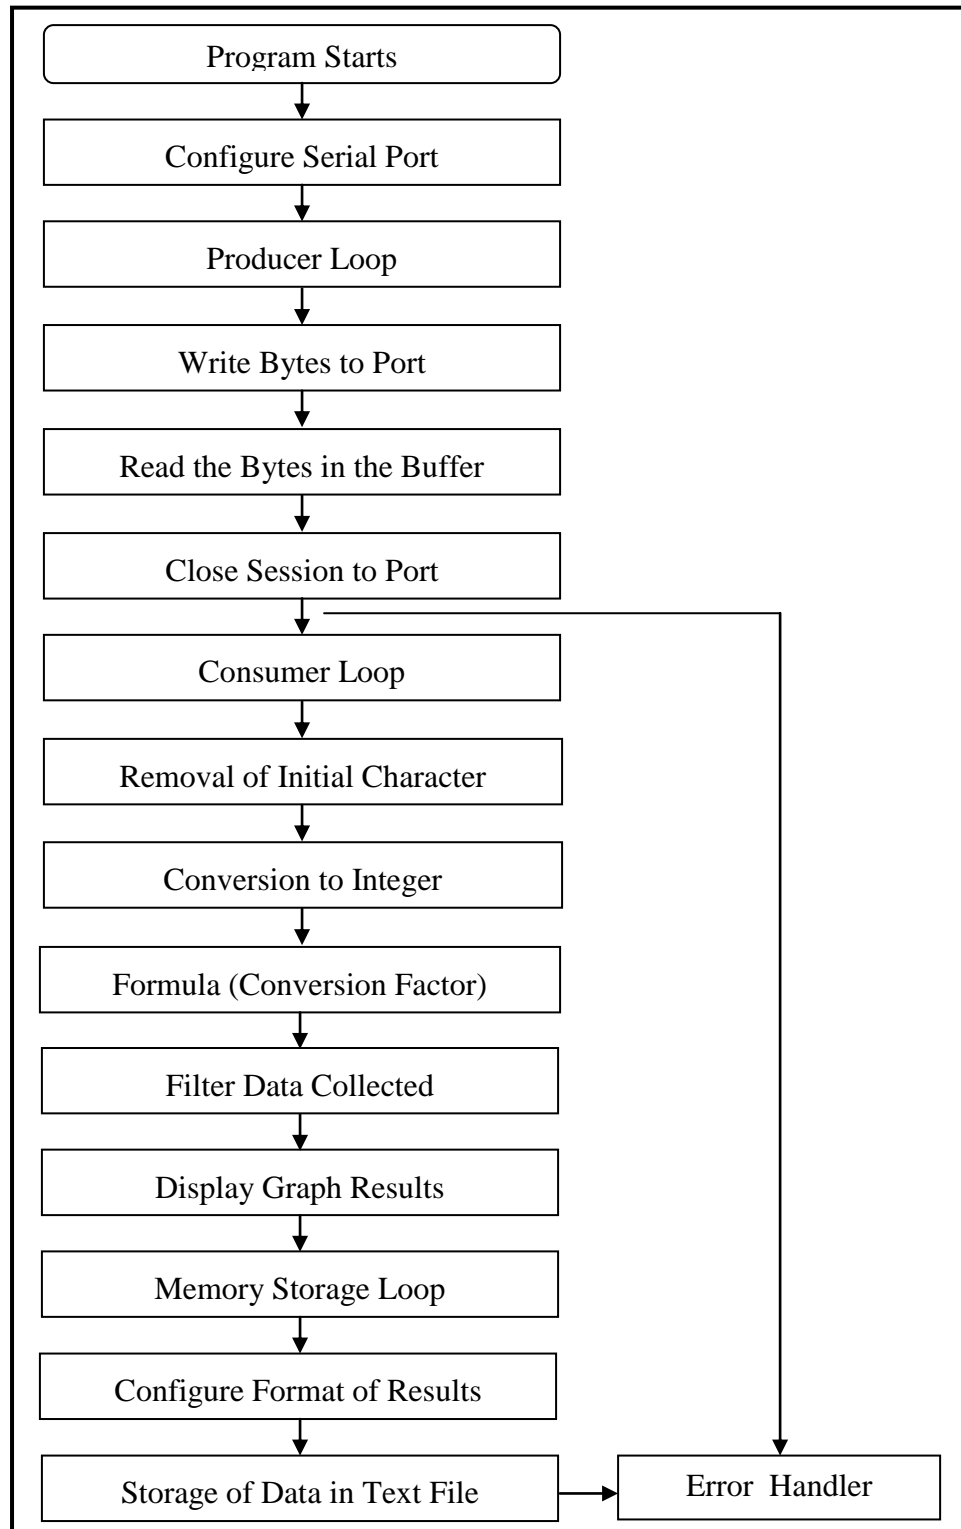 Program Starts
Configure Serial Port
Producer Loop
Write Bytes to Port
Read the Bytes in the Buffer
Close Session to Port
Consumer Loop
Removal of Initial Character
Conversion to Integer
Formula (Conversion Factor)
Filter Data Collected
Display Graph Results
Memory Storage Loop
Configure Format of Results
Storage of Data in Text File
Error Handler